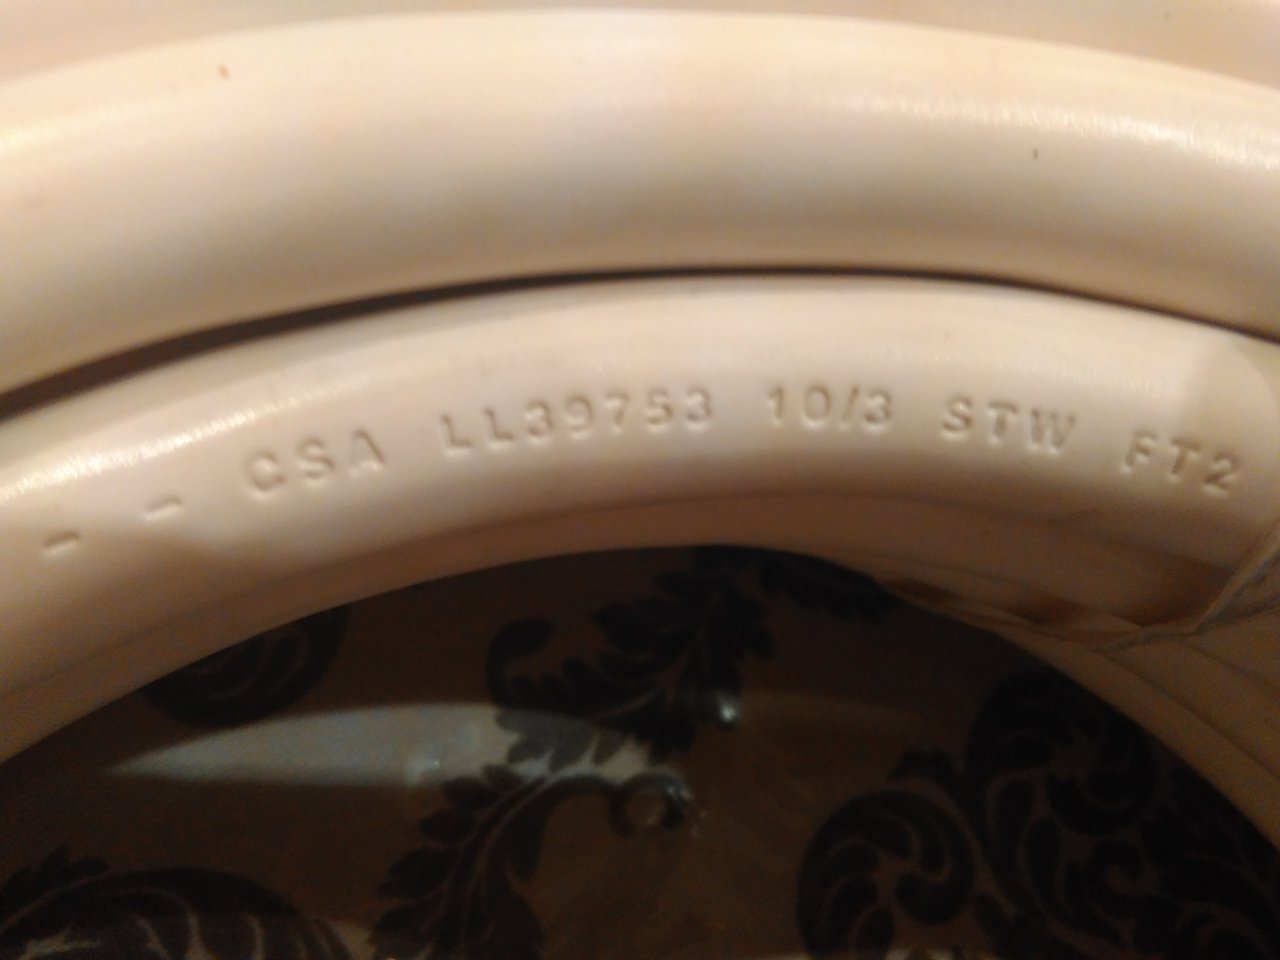 - - CSA LL39753 10/3 STW FT2